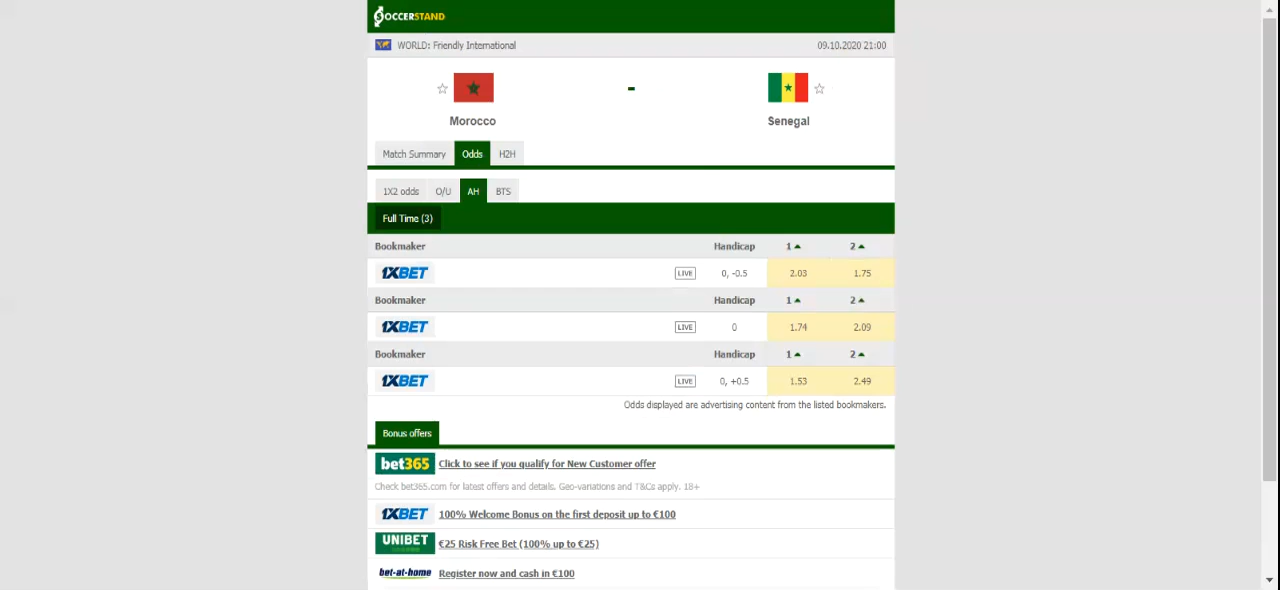 SOCCERSTAND
WORLD: Friendly International 09.10.2020 21:00
-
Morocco Senegal
Match Summary Odds H2H
1X2 odds O/U AH BTS
Full Time (3)
Bookmaker Handicap 1 2
1XBET LIVE 0, -0.5 2.03 1.75
Bookmaker Handicap 1 2
1XBET LIVE 0 1.74 2.09
Bookmaker Handicap 1 2
1XBET LIVE 0, +0.5 1.53 2.49
Odds displayed are advertising content from the listed bookmakers.
Bonus offers
bet365 Click to see if you qualify for New Customer offer
Check bet365.com for latest offers and details. Geo-variations and T&Cs apply. 18+
1XBET 100% Welcome Bonus on the first deposit up to €100
UNIBET €25 Risk Free Bet (100% up to €25)
bet-at-home Register now and cash in €100